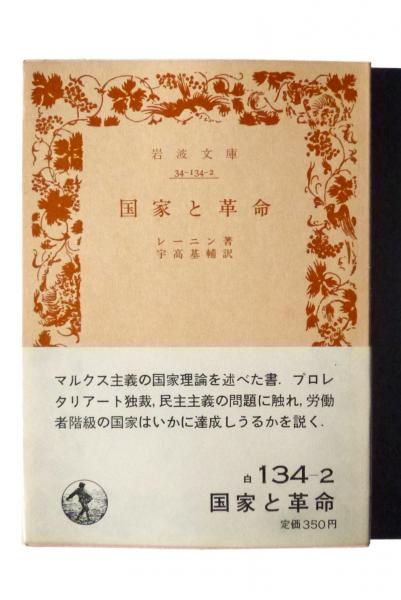 岩波文庫
34-134-2
国家と革命
レーニン著
宇高基輔訳
マルクス主義の国家理論を述べた書．プロレ
タリアート独裁,民主主義の問題に触れ,労働
者階級の国家はいかに達成しうるかを説く．
白 134-2
国家と革命
定価350円